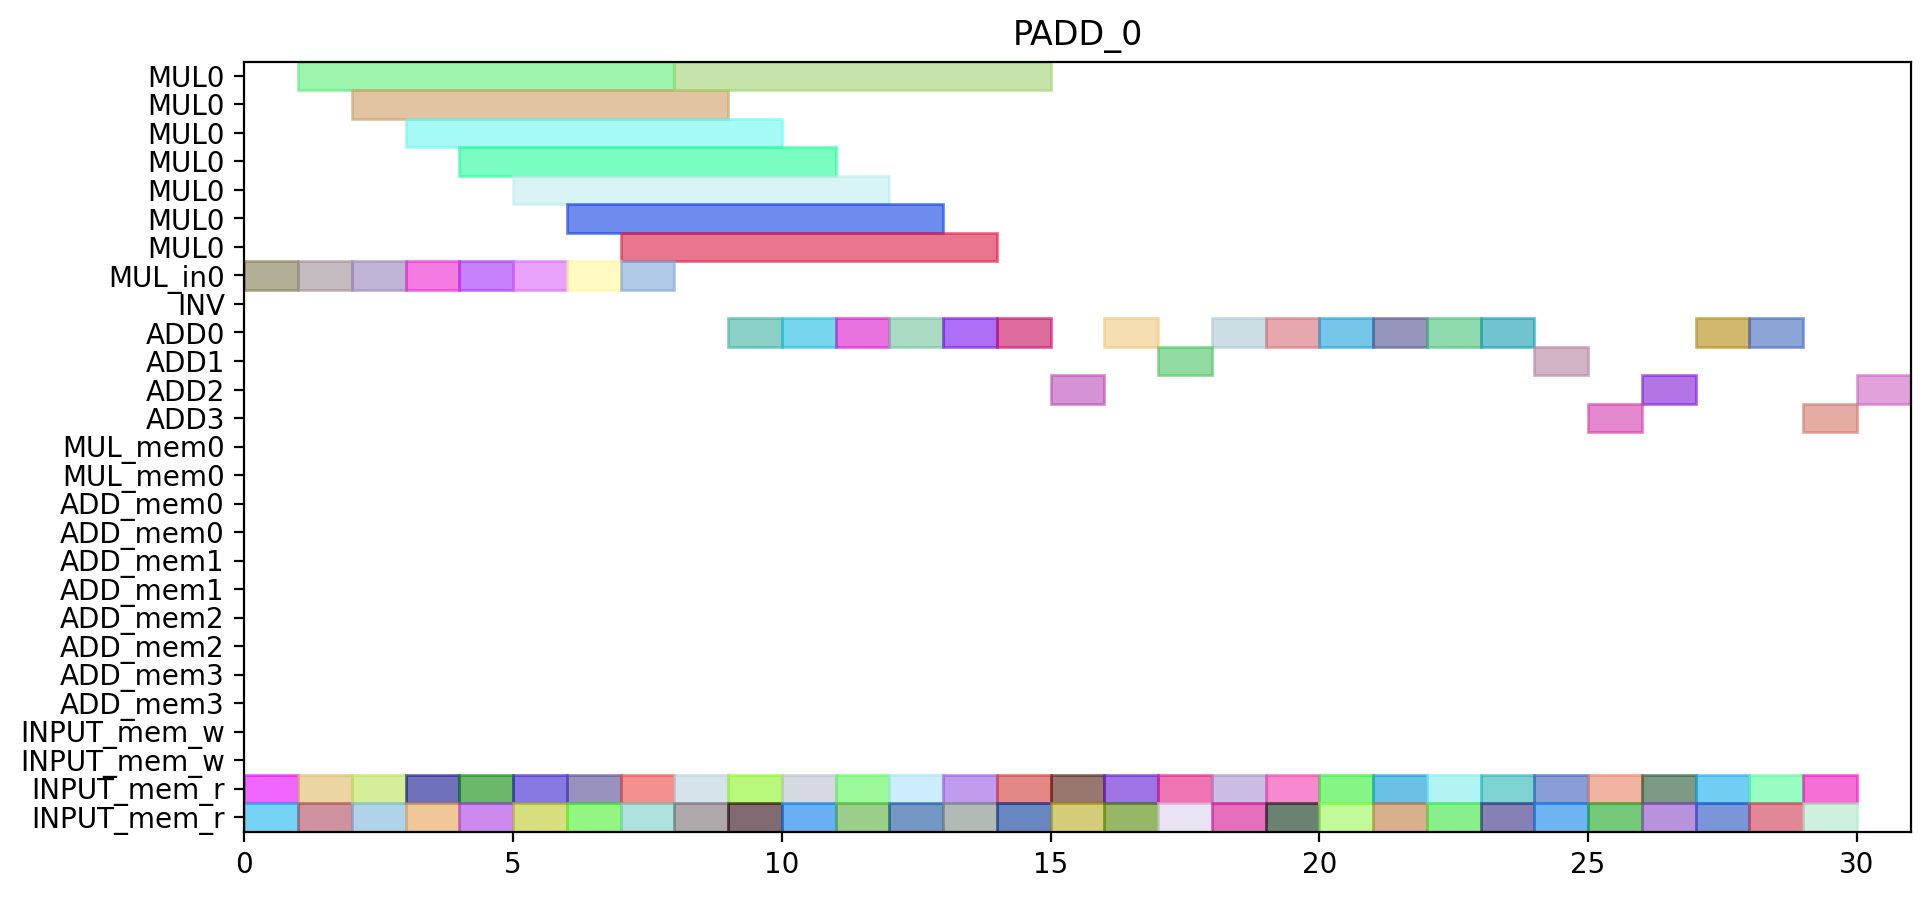 PADD_0
MUL0
MUL0
MUL0
MUL0
MUL0
MUL0
MUL0
MUL_in0
INV
ADD0
ADD1
ADD2
ADD3
MUL_mem0
MUL_mem0
ADD_mem0
ADD_mem0
ADD_mem1
ADD_mem1
ADD_mem2
ADD_mem2
ADD_mem3
ADD_mem3
INPUT_mem_w
INPUT_mem_w
INPUT_mem_r
INPUT_mem_r
0 5 10 15 20 25 30